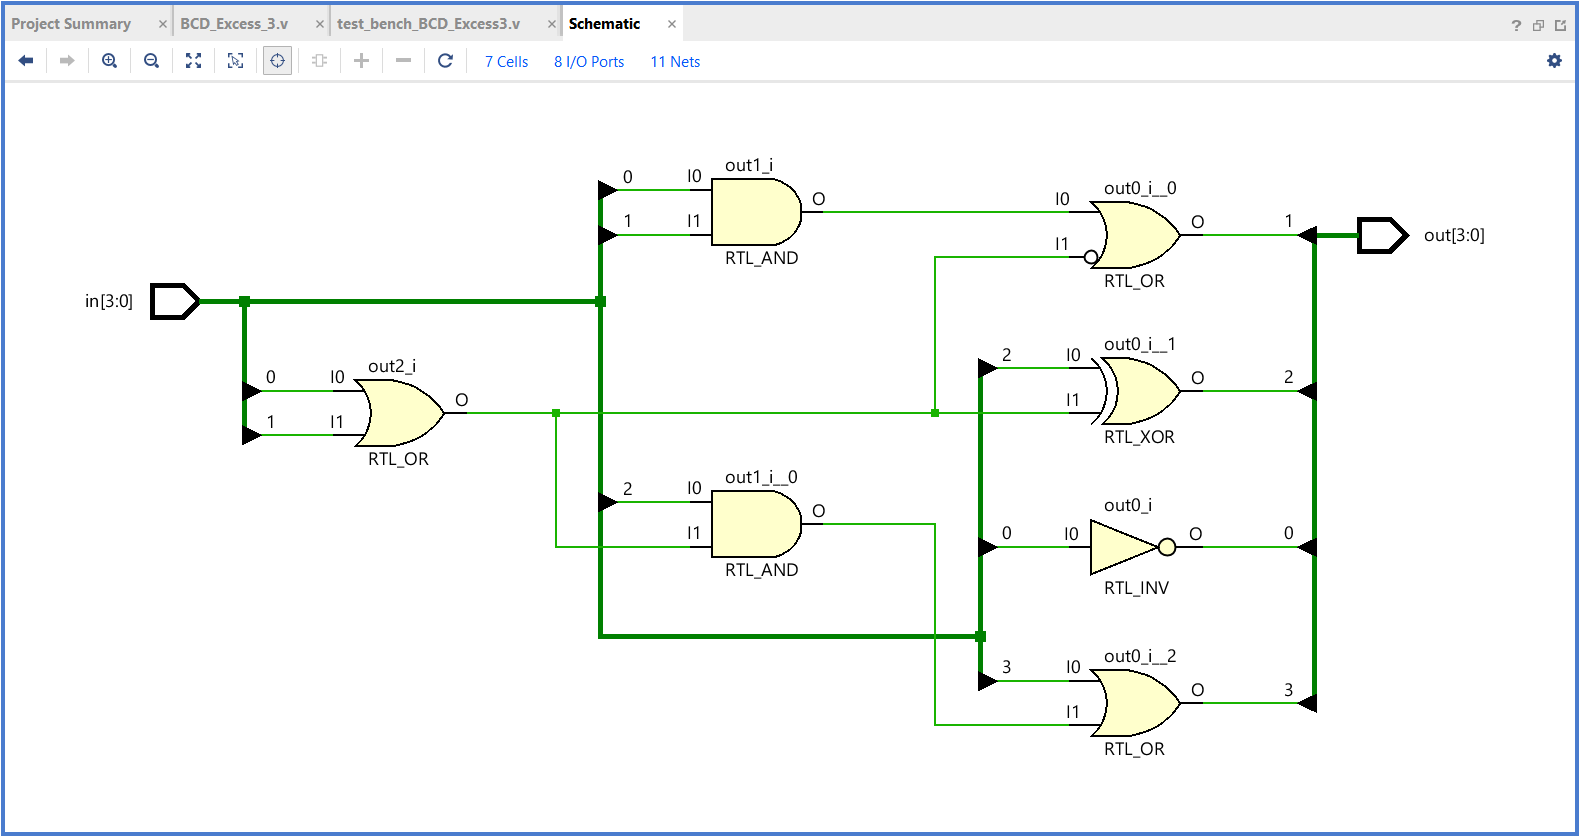 Project Summary × BCD_Excess_3.v × test_bench_BCD_Excess3.v × Schematic × ?
7 Cells 8 I/O Ports 11 Nets
out1_i
0 I0
1 I1
O
RTL_AND
out0_i__0
I0
I1
O
1
RTL_OR
out[3:0]
in[3:0]
out2_i
0 I0
1 I1
O
RTL_OR
out0_i__1
2 I0
I1
O
2
RTL_XOR
out1_i__0
2 I0
I1
O
RTL_AND
out0_i
0 I0
O
0
RTL_INV
out0_i__2
3 I0
I1
O
3
RTL_OR